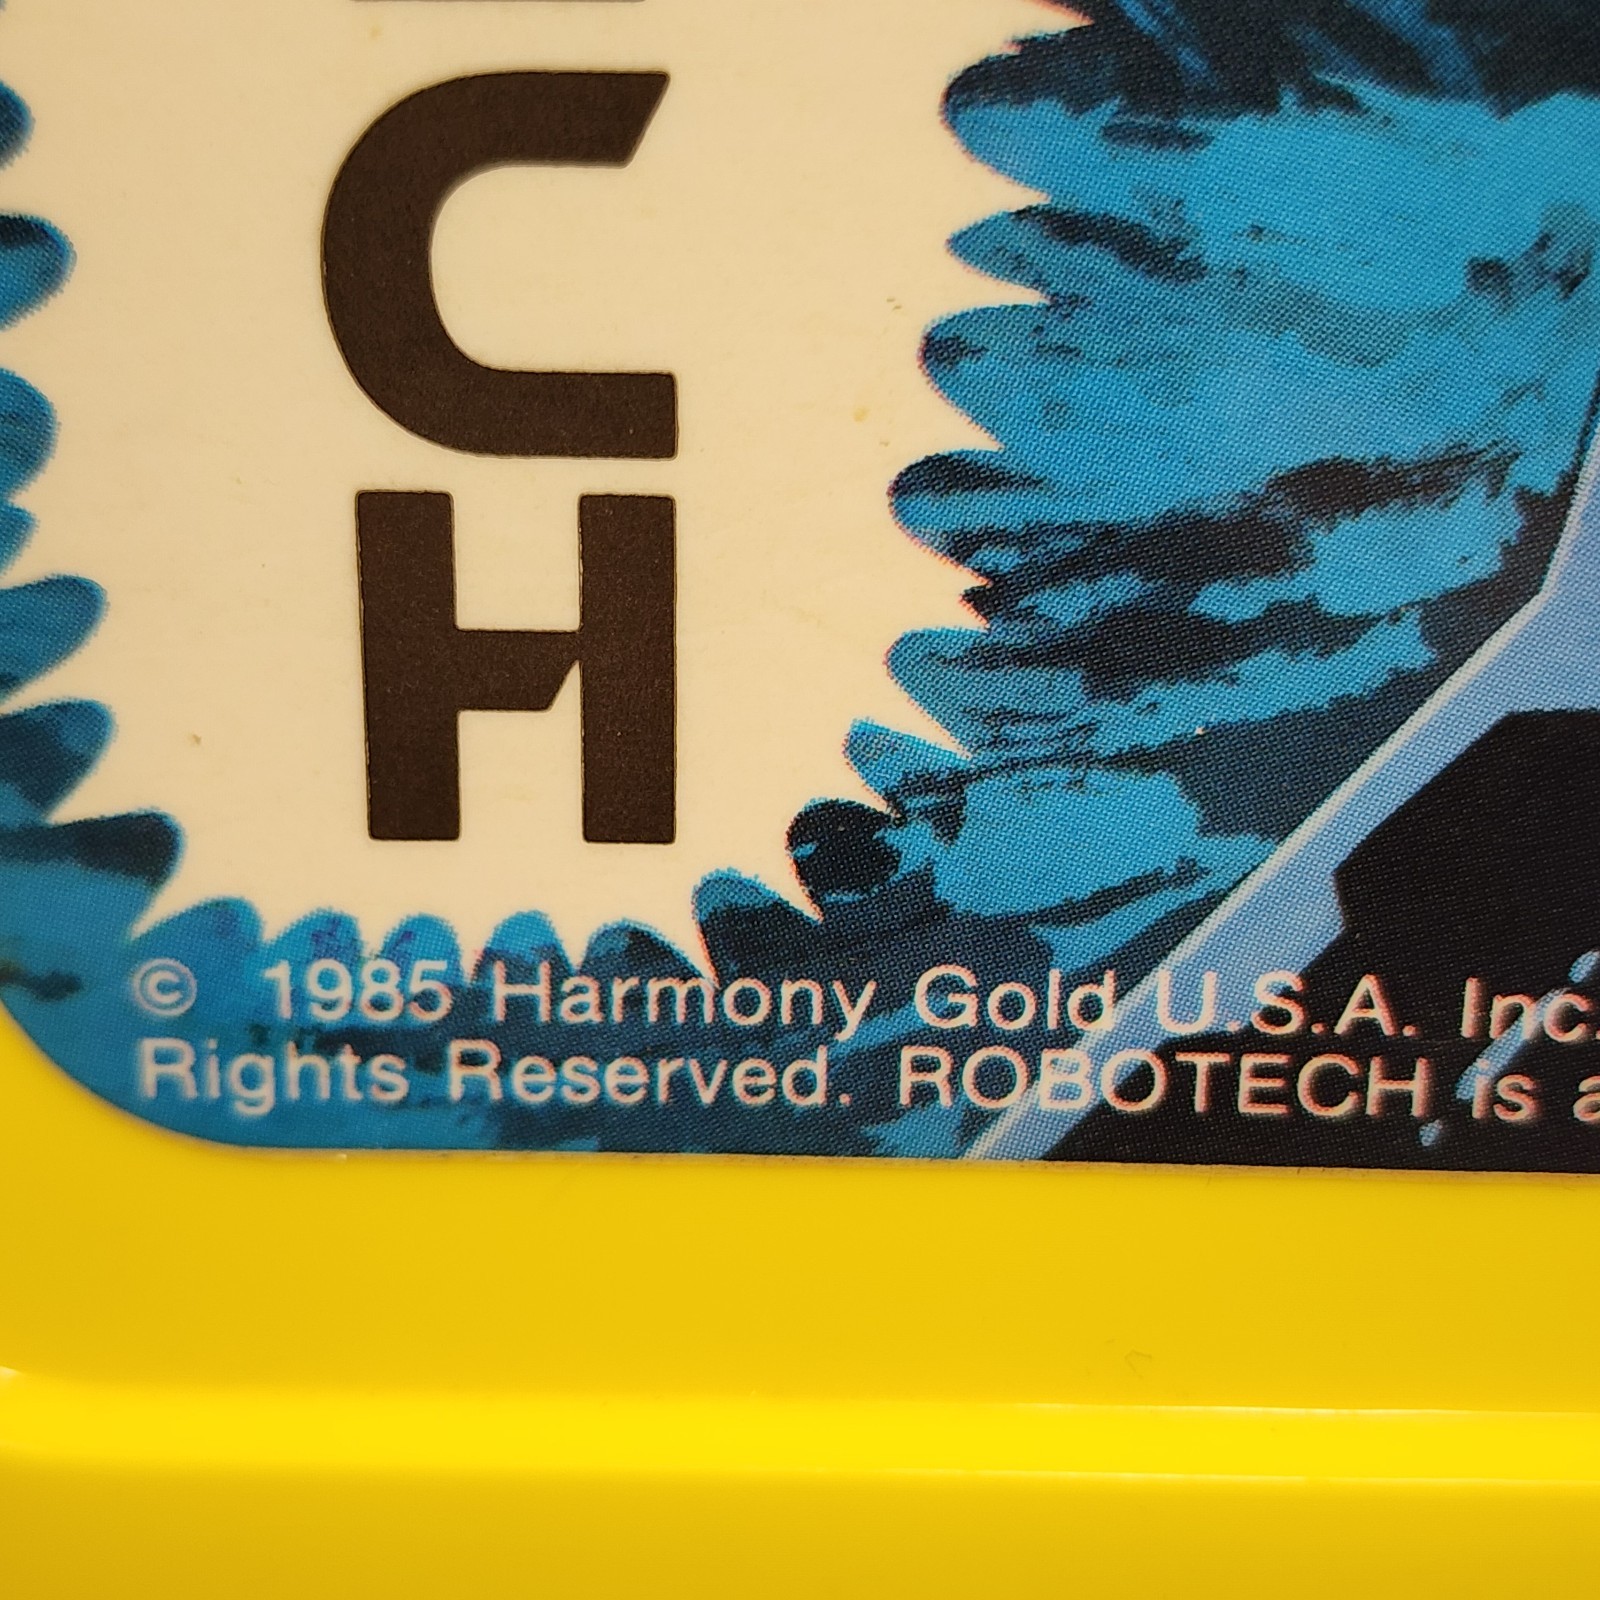 C
H
© 1985 Harmony Gold U.S.A. Inc.
Rights Reserved. ROBOTECH is a